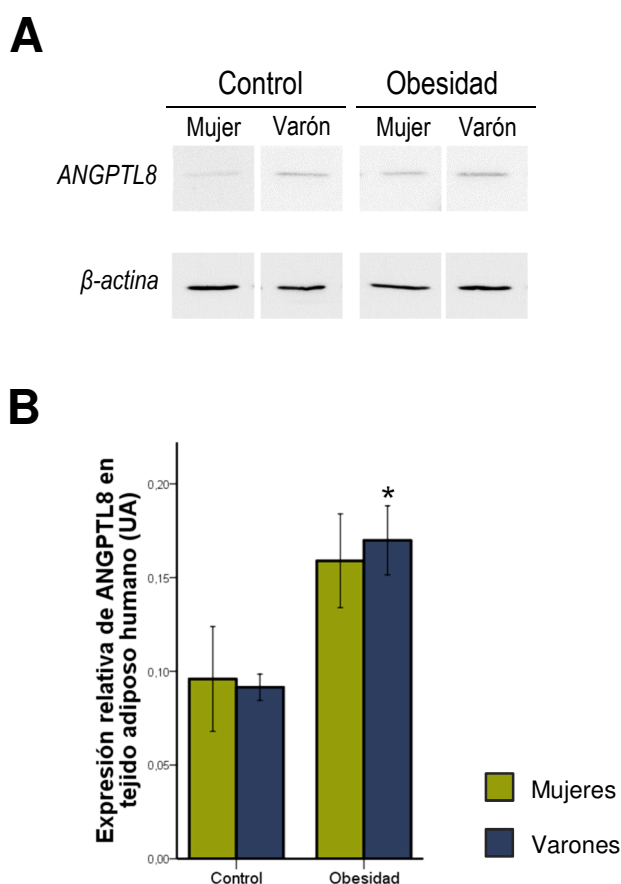 A
Control Obesidad
Mujer Varón Mujer Varón
ANGPTL8
β-actina
B
Expresión relativa de ANGPTL8 en
tejido adiposo humano (UA)
0,20
0,15
0,10
0,05
0,00
*
Control Obesidad
Mujeres
Varones